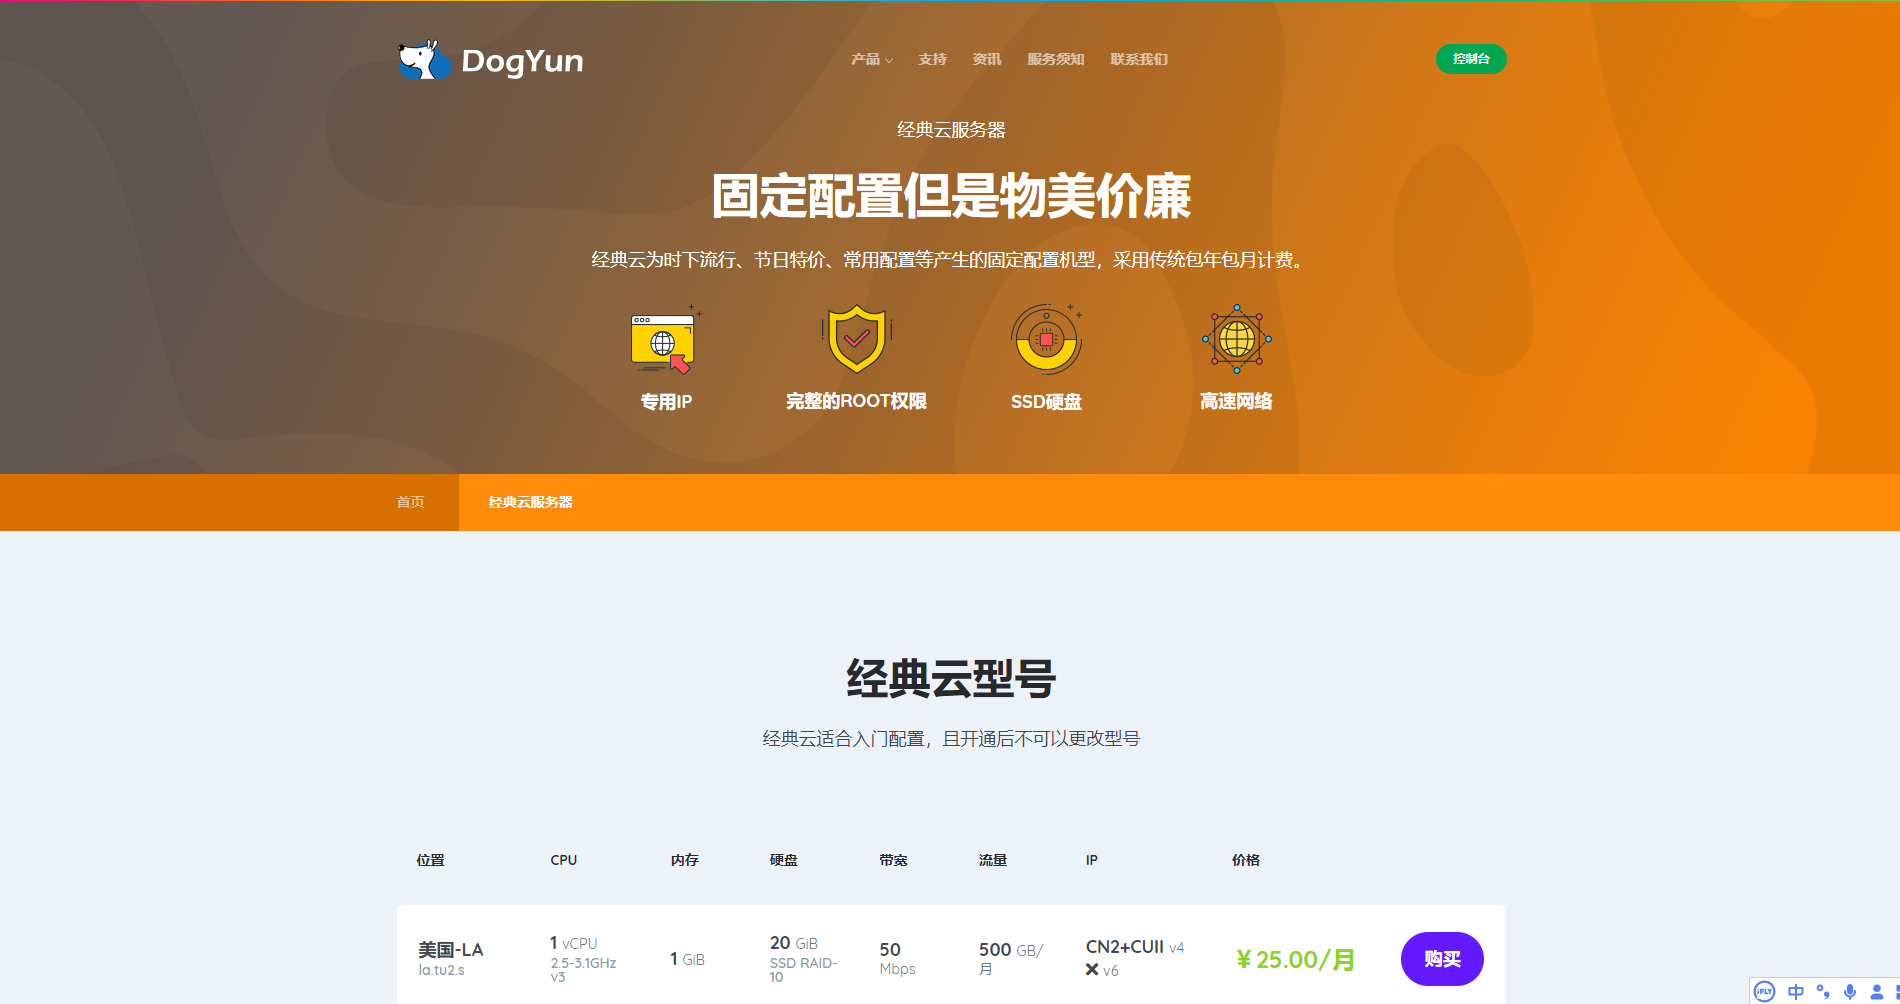 DogYun
产品 支持 资讯 服务须知 联系我们
控制台
经典云服务器
固定配置但是物美价廉
经典云为时下流行、节日特价、常用配置等产生的固定配置机型，采用传统包年包月计费。
专用IP 完整的ROOT权限 SSD硬盘 高速网络
首页 经典云服务器
经典云型号
经典云适合入门配置，且开通后不可以更改型号
位置 CPU 内存 硬盘 带宽 流量 IP 价格
美国-LA
la.tu2.s
1 vCPU
2.5-3.1GHz
v3
1 GiB
20 GiB
SSD RAID-
10
50
Mbps
500 GB/
月
CN2+CUII v4
✖ v6
¥ 25.00/月
购买
iFLY 中